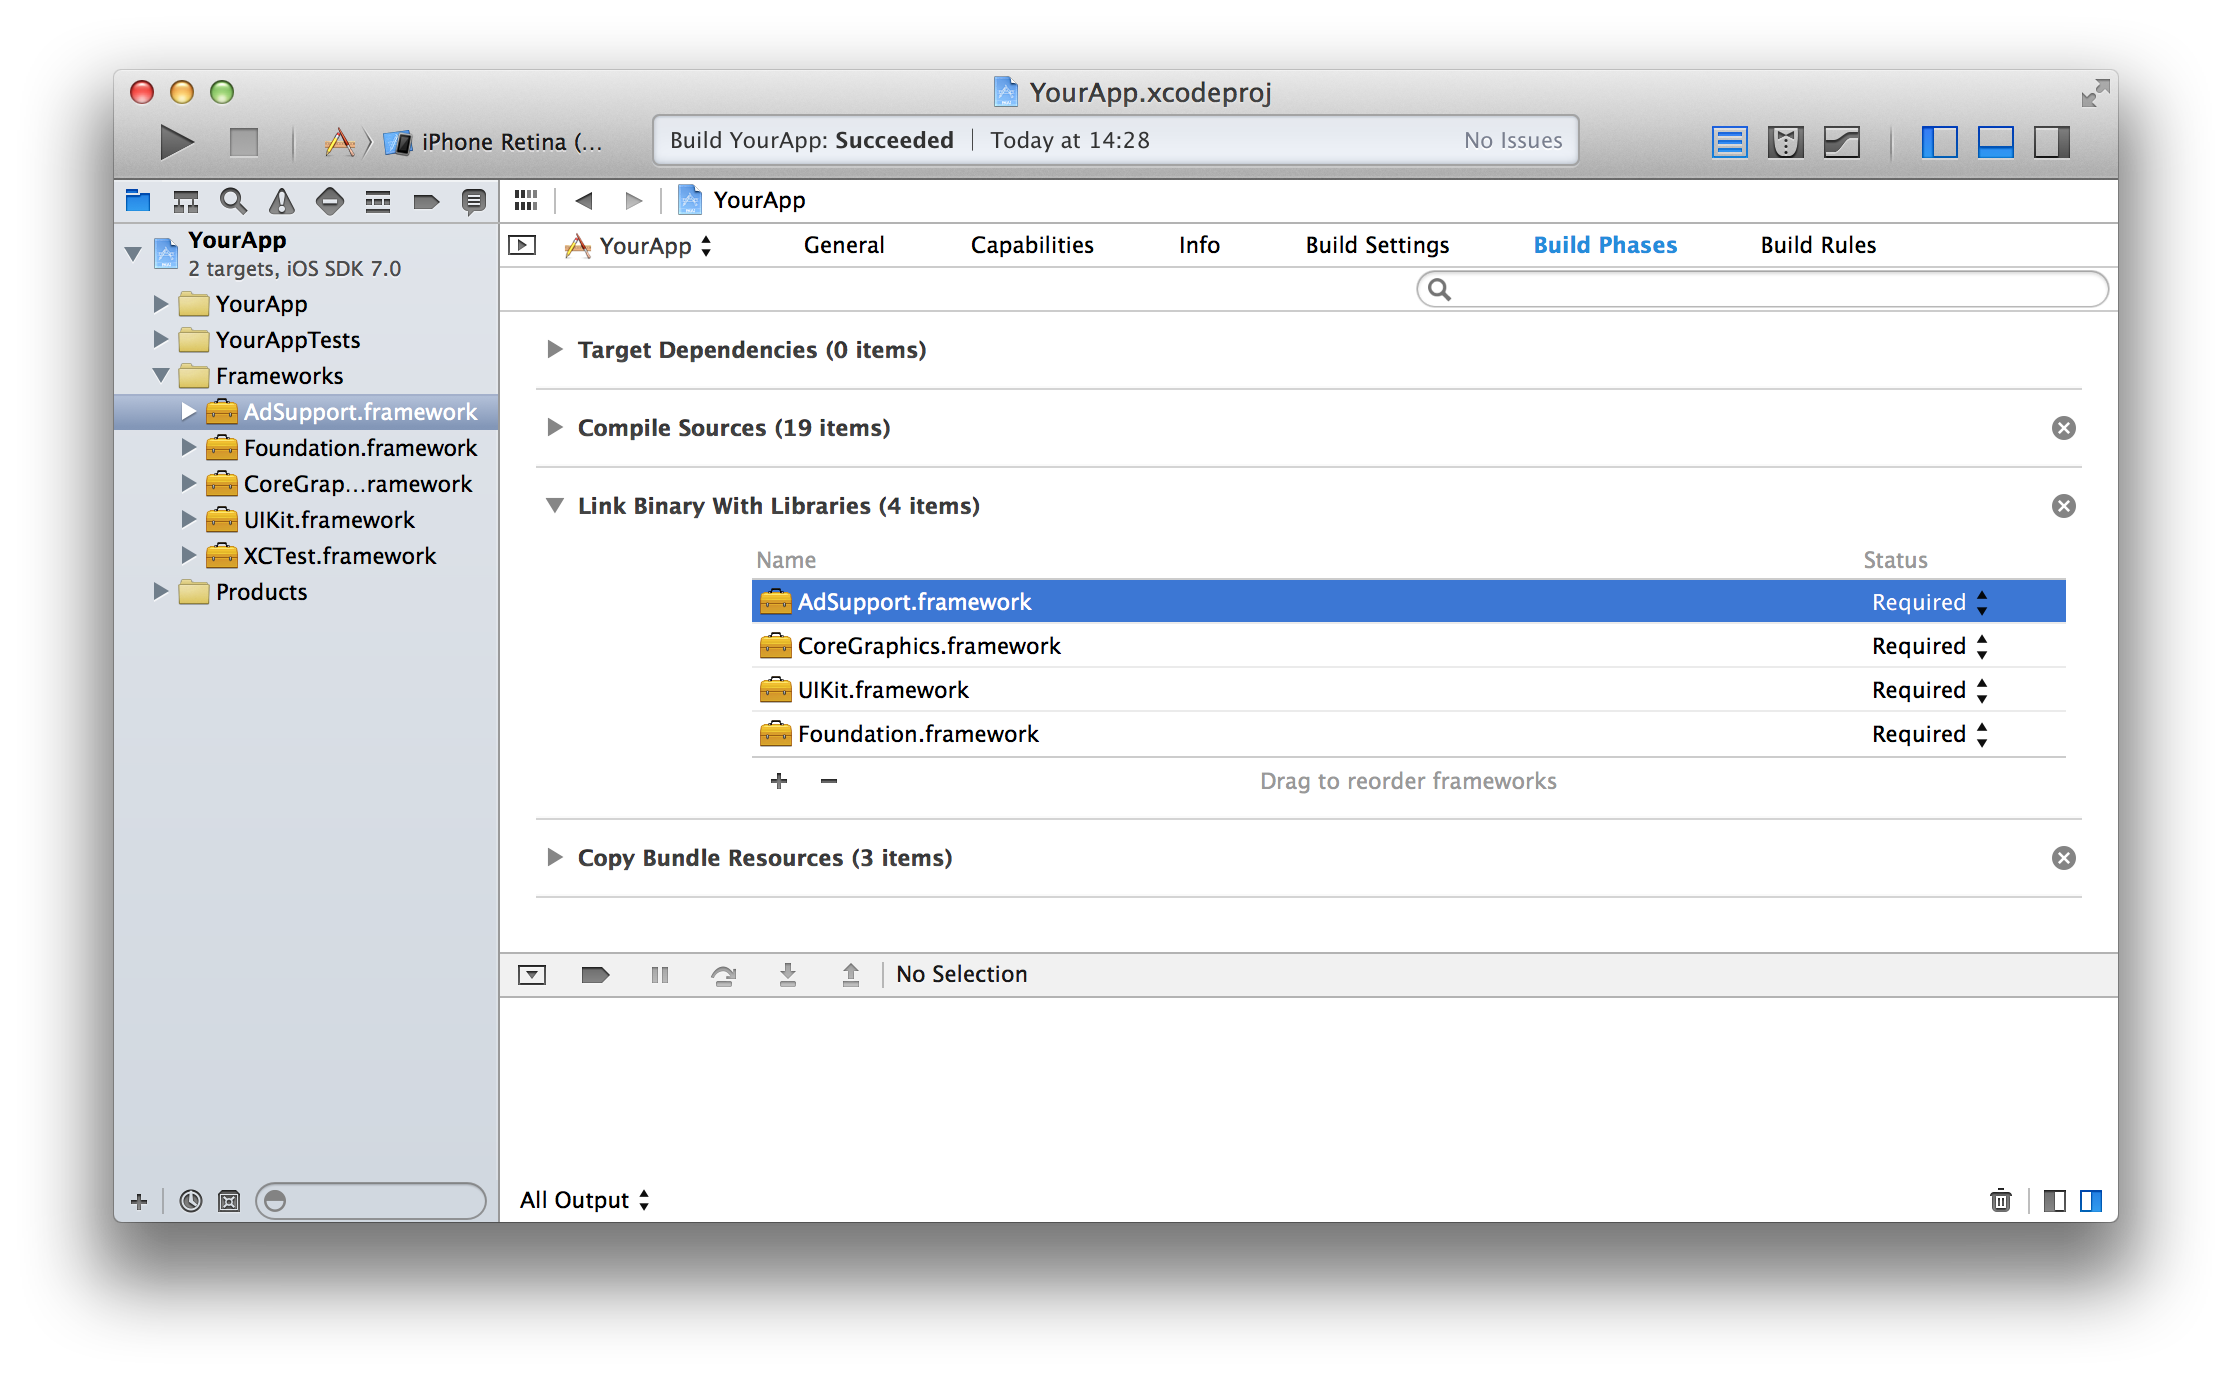 YourApp.xcodeproj
iPhone Retina (...
Build YourApp: Succeeded | Today at 14:28
No Issues
YourApp
YourApp
2 targets, iOS SDK 7.0
YourApp
YourAppTests
Frameworks
AdSupport.framework
Foundation.framework
CoreGrap...ramework
UIKit.framework
XCTest.framework
Products
YourApp
General
Capabilities
Info
Build Settings
Build Phases
Build Rules
Target Dependencies (0 items)
Compile Sources (19 items)
Link Binary With Libraries (4 items)
Name
Status
AdSupport.framework
Required
CoreGraphics.framework
Required
UIKit.framework
Required
Foundation.framework
Required
Drag to reorder frameworks
Copy Bundle Resources (3 items)
No Selection
All Output